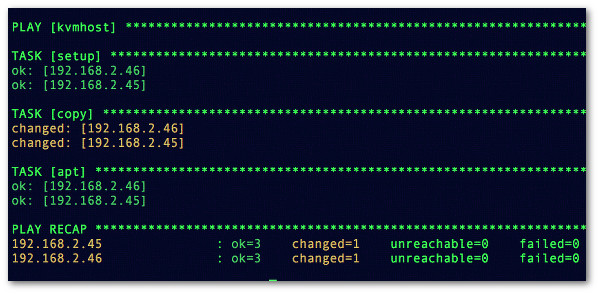 PLAY [kvmhost] ************************************************************
TASK [setup] **************************************************************
ok: [192.168.2.46]
ok: [192.168.2.45]
TASK [copy] ***************************************************************
changed: [192.168.2.46]
changed: [192.168.2.45]
TASK [apt] ****************************************************************
ok: [192.168.2.46]
ok: [192.168.2.45]
PLAY RECAP ****************************************************************
192.168.2.45 : ok=3 changed=1 unreachable=0 failed=0
192.168.2.46 : ok=3 changed=1 unreachable=0 failed=0